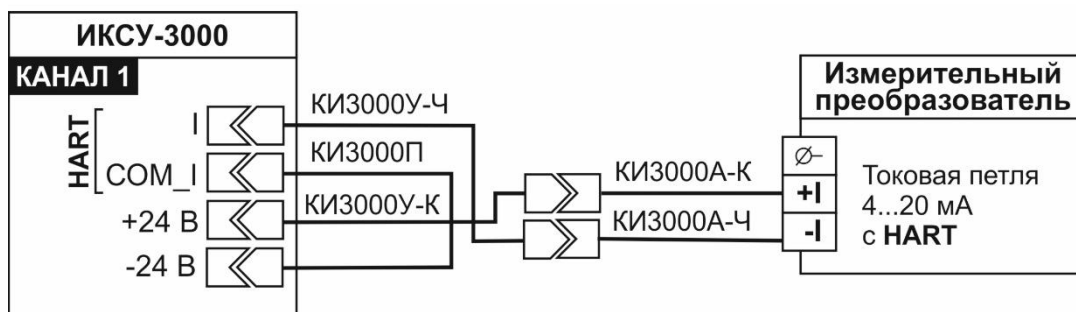 ИКСУ-3000
КАНАЛ 1
HART
I
COM_I
+24 В
-24 В
КИ3000У-Ч
КИ3000П
КИ3000У-К
КИ3000А-К
КИ3000А-Ч
Измерительный
преобразователь
+I
-I
Токовая петля
4...20 мА
с HART